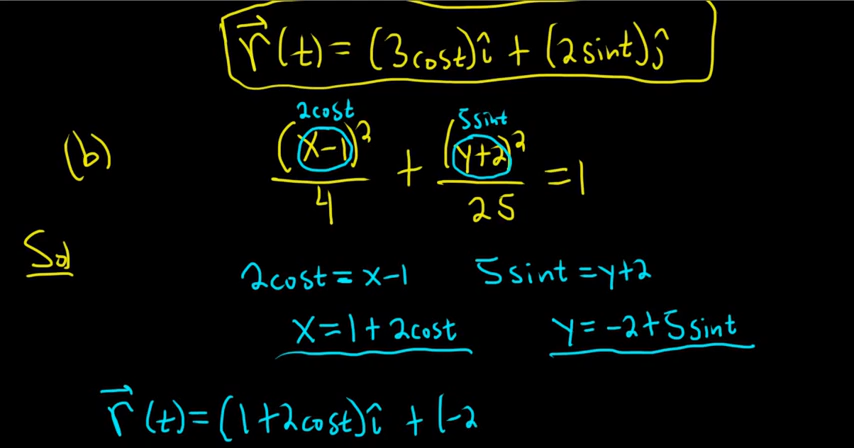 r⃗(t) = (3cost)î + (2sint)ĵ
2cost 5sint
(b) (x-1)²/4 + (y+2)²/25 = 1
Sol
2cost = x-1 5sint = y+2
x = 1 + 2cost y = -2 + 5sint
r⃗(t) = (1+2cost)î + (-2